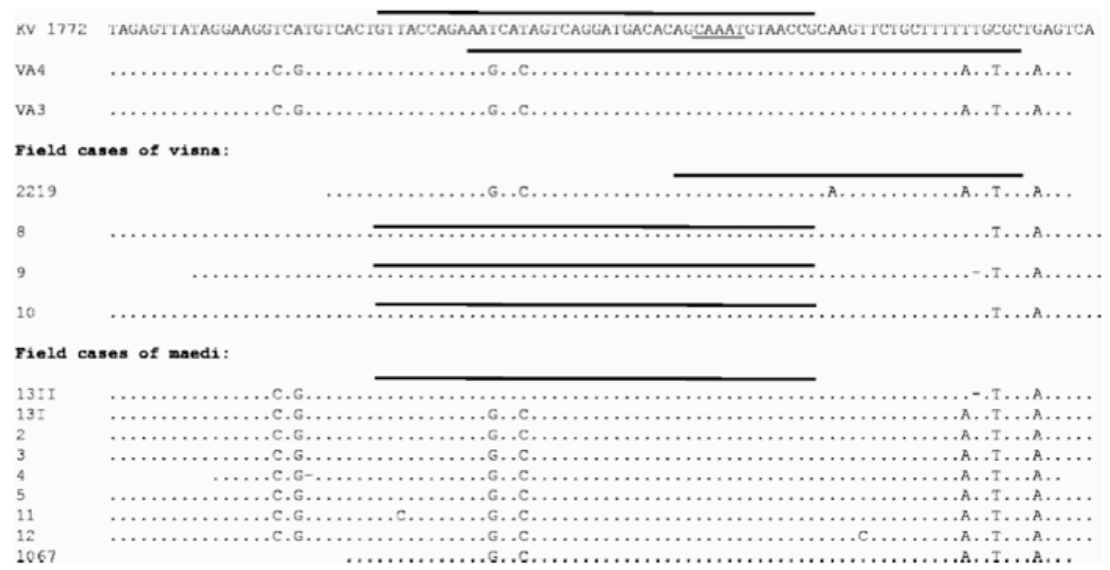 KV 1772 TAGAGTTATAGGAAGGTCATGTCACTGTTACCAGAAATCATAGTCAGGATGACACAGCAAATGTAACCGCAAGTTCTGCTTTTTTGCGCTGAGTCA
VA4 ................C.G..................G..C..........................................A..T...A...
VA3 ................C.G..................G..C..........................................A..T...A...
Field cases of visna:
2219 ................G..C.............................A............A..T...A...
8 ......................................................................................T...A......
9 ............................................................................-.T...A......
10 ......................................................................................T...A......
Field cases of maedi:
13II ................C.G.................................................................-.T...A.....
13I ................C.G..................G..C..........................................A..T...A.....
2 ................C.G..................G..C..........................................A..T...A.....
3 ................C.G..................G..C..........................................A..T...A.....
4 ......C.G-.................G..C..........................................A..T...A..
5 ................C.G..................G..C..........................................A..T...A.....
11 ................C.G.........C........G..C..........................................A..T...A.....
12 ................C.G..................G..C................................C.........A..T...A.....
1067 ..............G..C..........................................A..T...A...